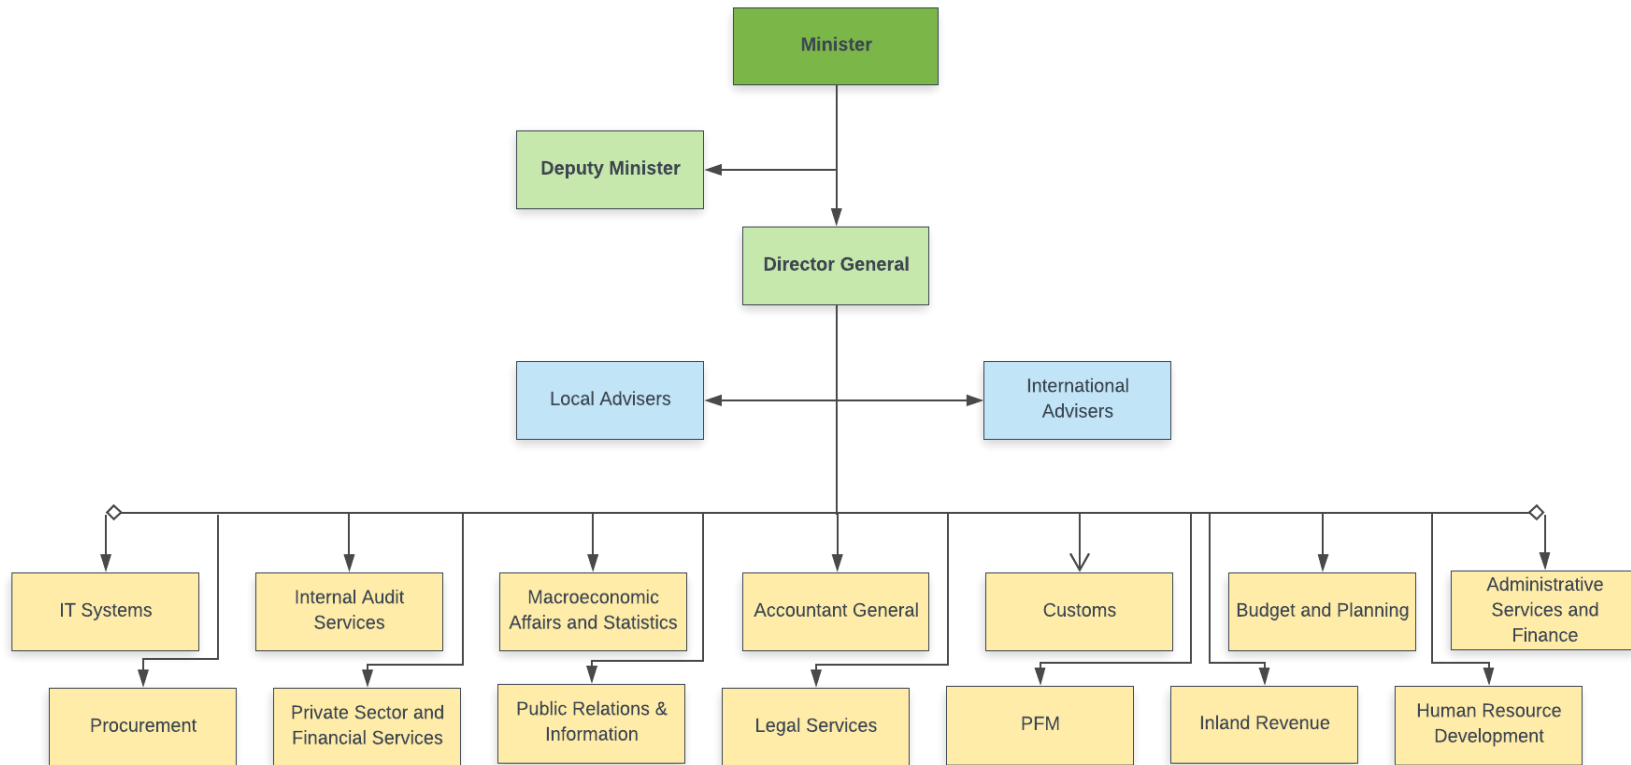 Minister
Deputy Minister
Director General
Local Advisers
International
Advisers
IT Systems
Internal Audit
Services
Macroeconomic
Affairs and Statistics
Accountant General
Customs
Budget and Planning
Administrative
Services and
Finance
Procurement
Private Sector and
Financial Services
Public Relations &
Information
Legal Services
PFM
Inland Revenue
Human Resource
Development